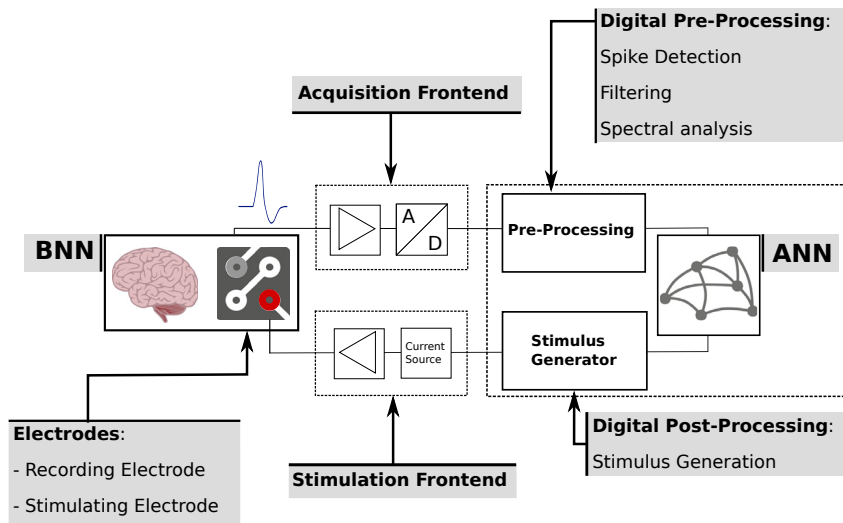 Digital Pre-Processing:
Spike Detection
Filtering
Spectral analysis
Acquisition Frontend
A
D
Pre-Processing
BNN
ANN
Current
Source
Stimulus
Generator
Electrodes:
- Recording Electrode
- Stimulating Electrode
Stimulation Frontend
Digital Post-Processing:
Stimulus Generation